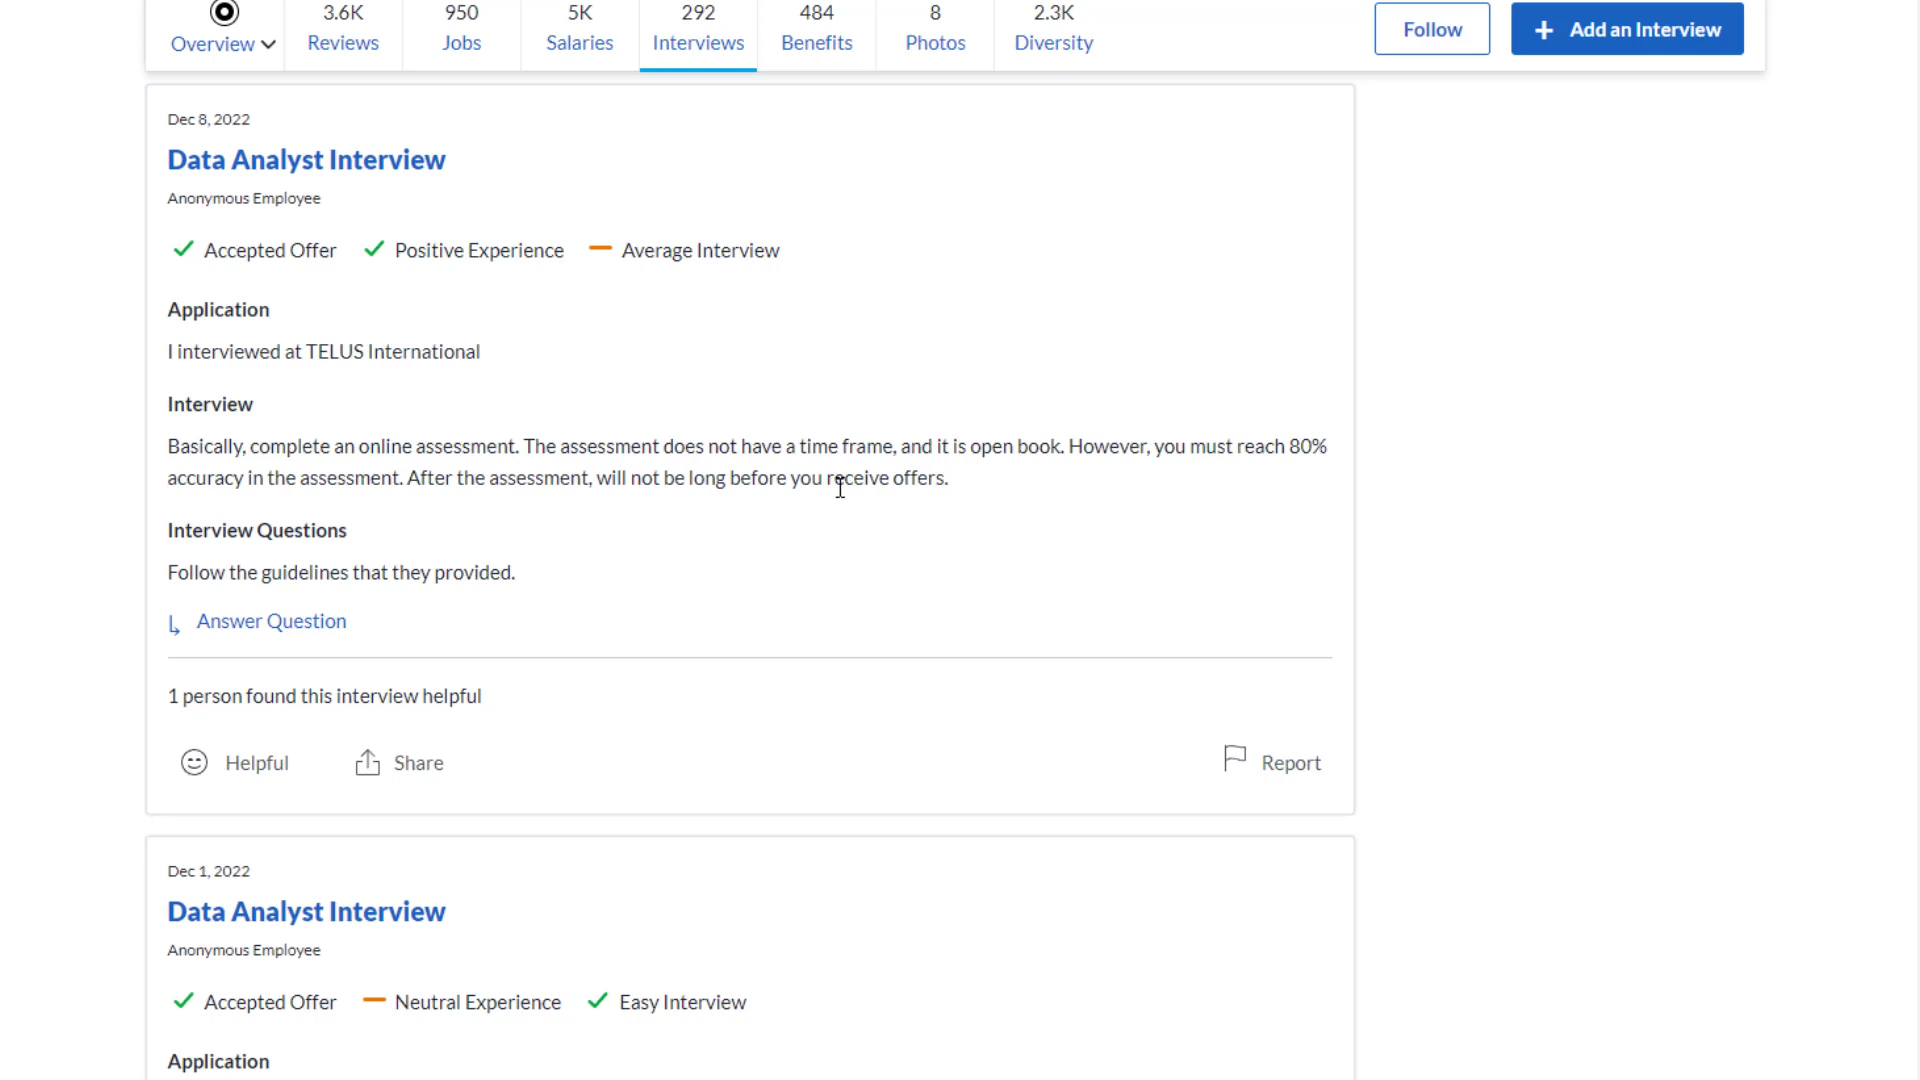 3.6K 950 5K 292 484 8 2.3K
Overview Reviews Jobs Salaries Interviews Benefits Photos Diversity Follow + Add an Interview
Dec 8, 2022
Data Analyst Interview
Anonymous Employee
Accepted Offer Positive Experience Average Interview
Application
I interviewed at TELUS International
Interview
Basically, complete an online assessment. The assessment does not have a time frame, and it is open book. However, you must reach 80%
accuracy in the assessment. After the assessment, will not be long before you receive offers.
Interview Questions
Follow the guidelines that they provided.
Answer Question
1 person found this interview helpful
Helpful Share Report
Dec 1, 2022
Data Analyst Interview
Anonymous Employee
Accepted Offer Neutral Experience Easy Interview
Application